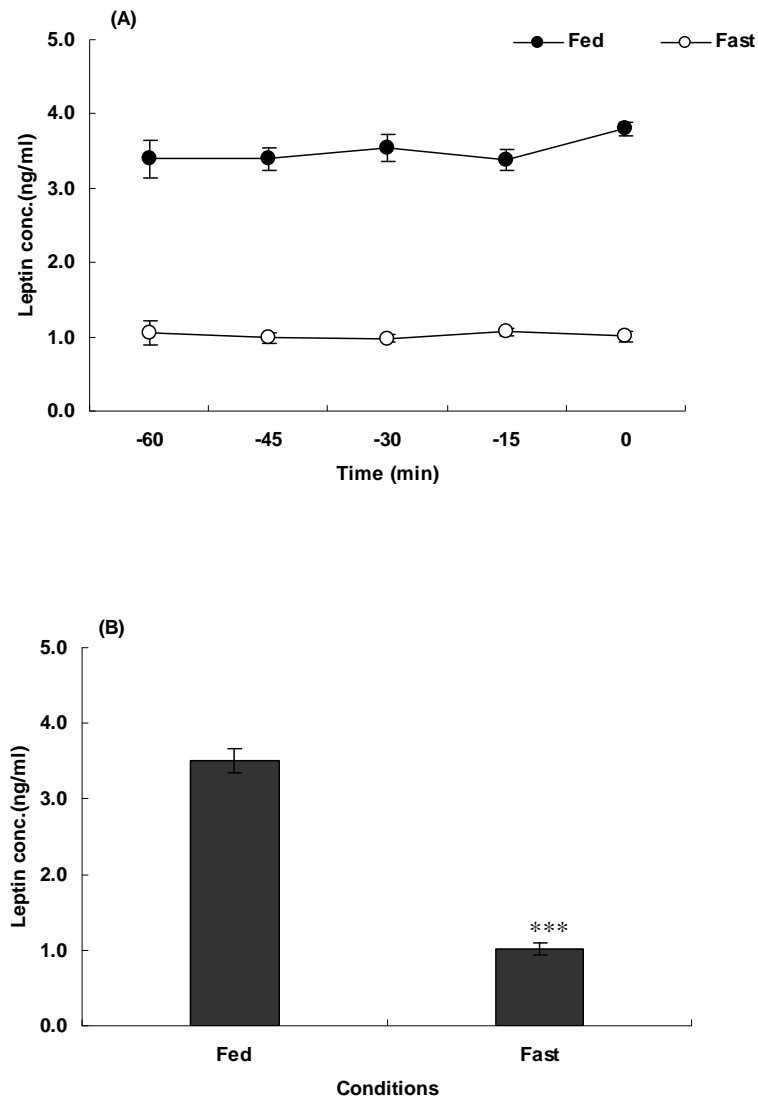 (A)
5.0
Fed
Fast
4.0
3.0
2.0
1.0
0.0
Leptin conc.(ng/ml)
-60 -45 -30 -15 0
Time (min)
(B)
5.0
4.0
3.0
2.0
1.0
0.0
Leptin conc.(ng/ml)
***
Fed Fast
Conditions